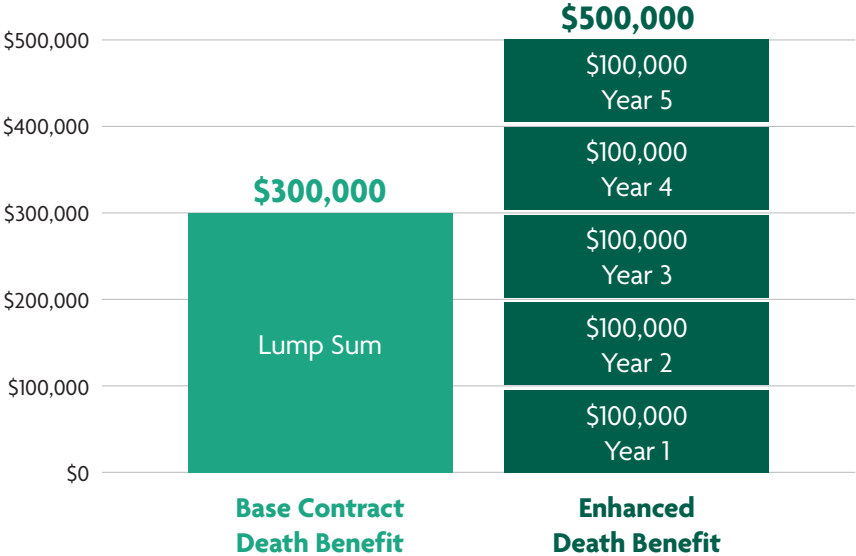 $500,000
$400,000
$300,000
$200,000
$100,000
$0
$300,000
Lump Sum
Base Contract
Death Benefit
$500,000
$100,000
Year 5
$100,000
Year 4
$100,000
Year 3
$100,000
Year 2
$100,000
Year 1
Enhanced
Death Benefit